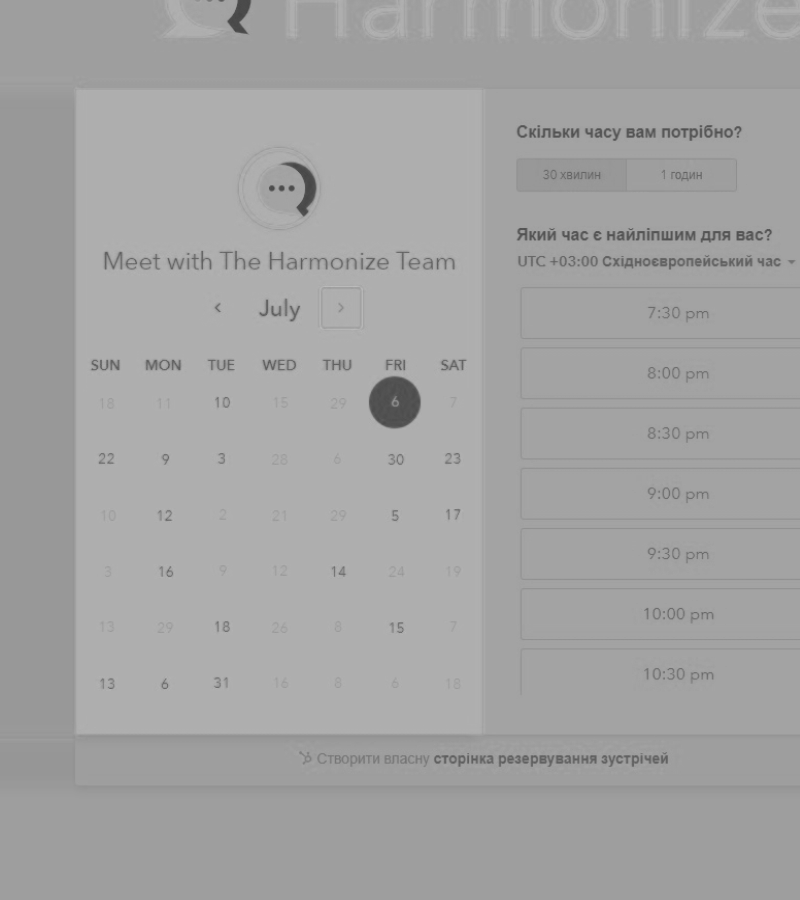 Harmonize
Скільки часу вам потрібно?
30 хвилин 1 годин
Meet with The Harmonize Team
Який час є найліпшим для вас?
UTC +03:00 Східноєвропейський час
July
7:30 pm
8:00 pm
8:30 pm
9:00 pm
9:30 pm
10:00 pm
10:30 pm
SUN MON TUE WED THU FRI SAT
18 11 10 15 29 6 7
22 9 3 28 6 30 23
10 12 2 21 29 5 17
3 16 9 12 14 24 19
13 29 18 26 8 15 7
13 6 31 16 8 6 18
Створити власну сторінка резервування зустрічей